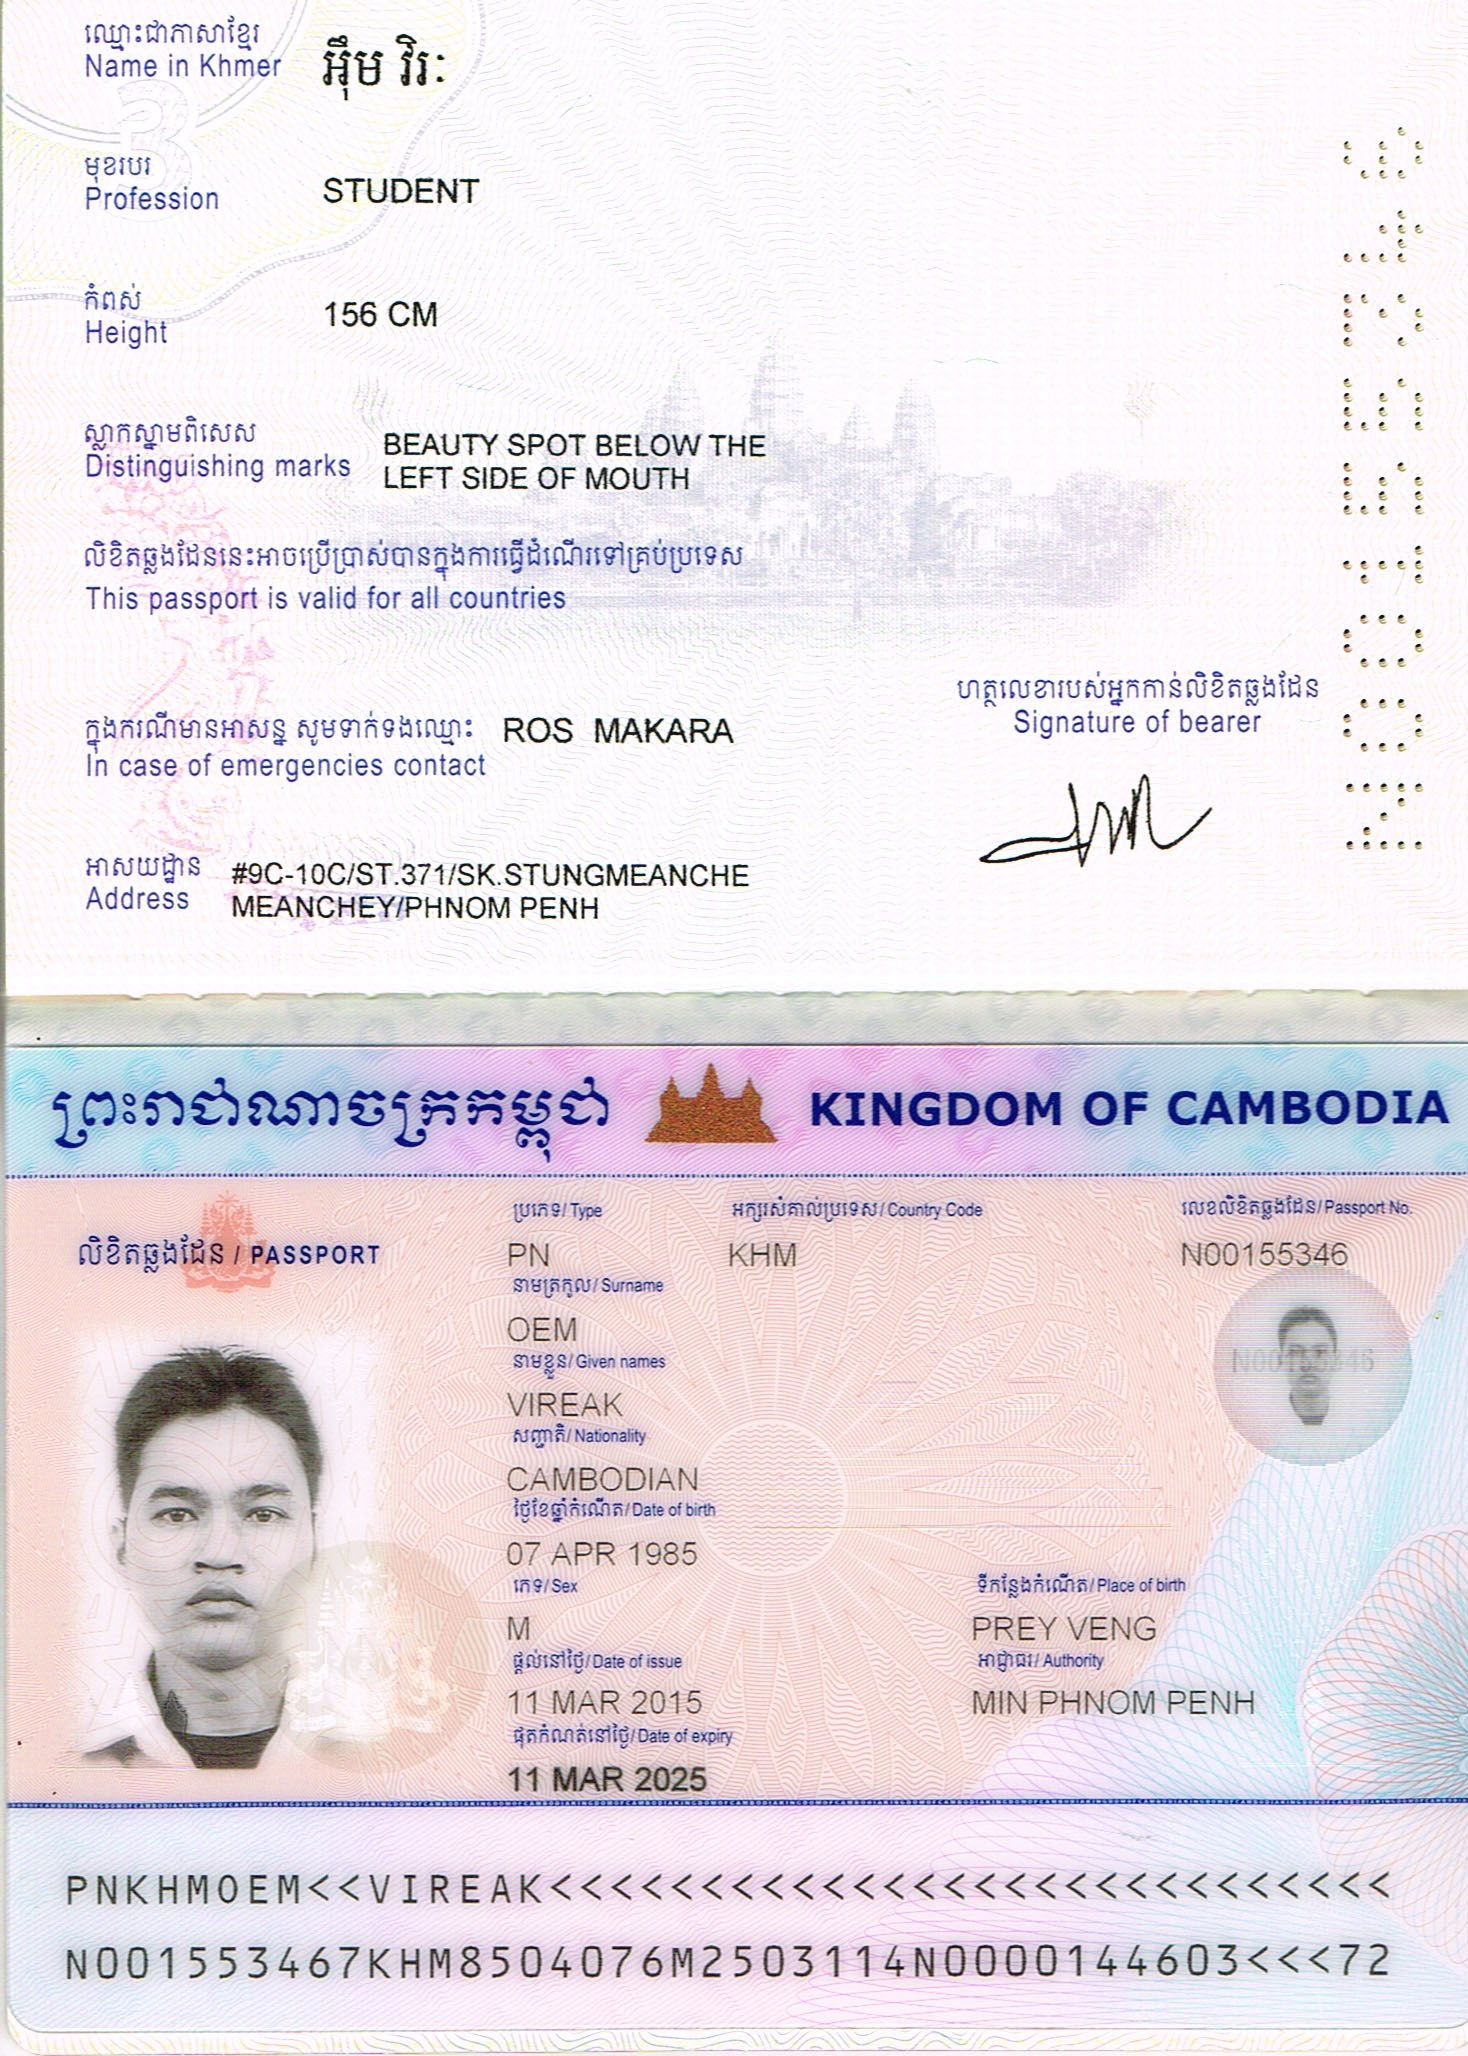 ឈ្មោះជាភាសាខ្មែរ
Name in Khmer
អ៊ឹម វិរៈ
មុខរបរ
Profession
STUDENT
កំពស់
Height
156 CM
ស្លាកស្នាមពិសេស
Distinguishing marks
BEAUTY SPOT BELOW THE
LEFT SIDE OF MOUTH
លិខិតឆ្លងដែននេះអាចប្រើប្រាស់បានក្នុងការធ្វើដំណើរទៅគ្រប់ប្រទេស
This passport is valid for all countries
ក្នុងករណីមានអាសន្ន សូមទាក់ទងឈ្មោះ
In case of emergencies contact
ROS MAKARA
អាសយដ្ឋាន
Address
#9C-10C/ST.371/SK.STUNGMEANCHE
MEANCHEY/PHNOM PENH
ហត្ថលេខារបស់អ្នកកាន់លិខិតឆ្លងដែន
Signature of bearer
N00155346
3
ព្រះរាជាណាចក្រកម្ពុជា KINGDOM OF CAMBODIA
លិខិតឆ្លងដែន / PASSPORT
ប្រភេទ/ Type
PN
អក្សរសំគាល់ប្រទេស/ Country Code
KHM
លេខលិខិតឆ្លងដែន/ Passport No.
N00155346
នាមត្រកូល/ Surname
OEM
នាមខ្លួន/ Given names
VIREAK
សញ្ជាតិ/ Nationality
CAMBODIAN
ថ្ងៃខែឆ្នាំកំណើត/ Date of birth
07 APR 1985
ភេទ/ Sex
M
ទីកន្លែងកំណើត/ Place of birth
PREY VENG
ផ្តល់នៅថ្ងៃ/ Date of issue
11 MAR 2015
អាជ្ញាធរ/ Authority
MIN PHNOM PENH
ផុតកំណត់នៅថ្ងៃ/ Date of expiry
11 MAR 2025
PNKHMOEM<<VIREAK<<<<<<<<<<<<<<<<<<<<<<<<<<<<
N001553467KHM8504076M2503114N0000144603<<<72